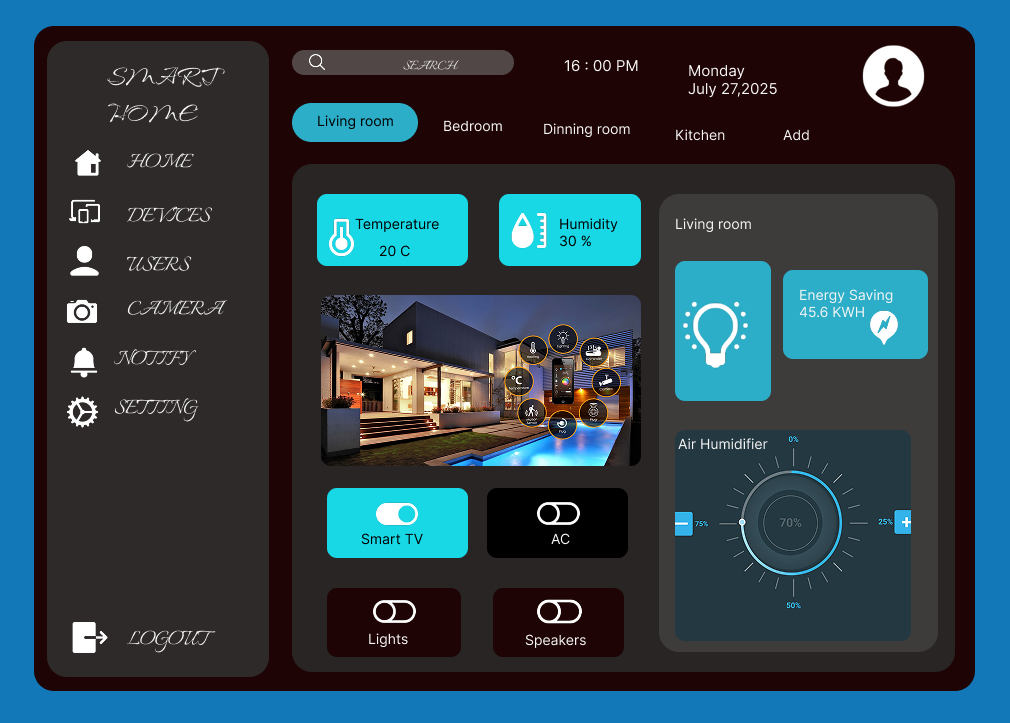 SMART
HOME
HOME
DEVICES
USERS
CAMERA
NOTIFY
SETTING
LOGOUT
SEARCH
16 : 00 PM
Monday
July 27,2025
Living room
Bedroom
Dinning room
Kitchen
Add
Temperature
20 C
Humidity
30 %
°C
Smart TV
AC
Lights
Speakers
Living room
Energy Saving
45.6 KWH
Air Humidifier
0%
75%
70%
25%
50%